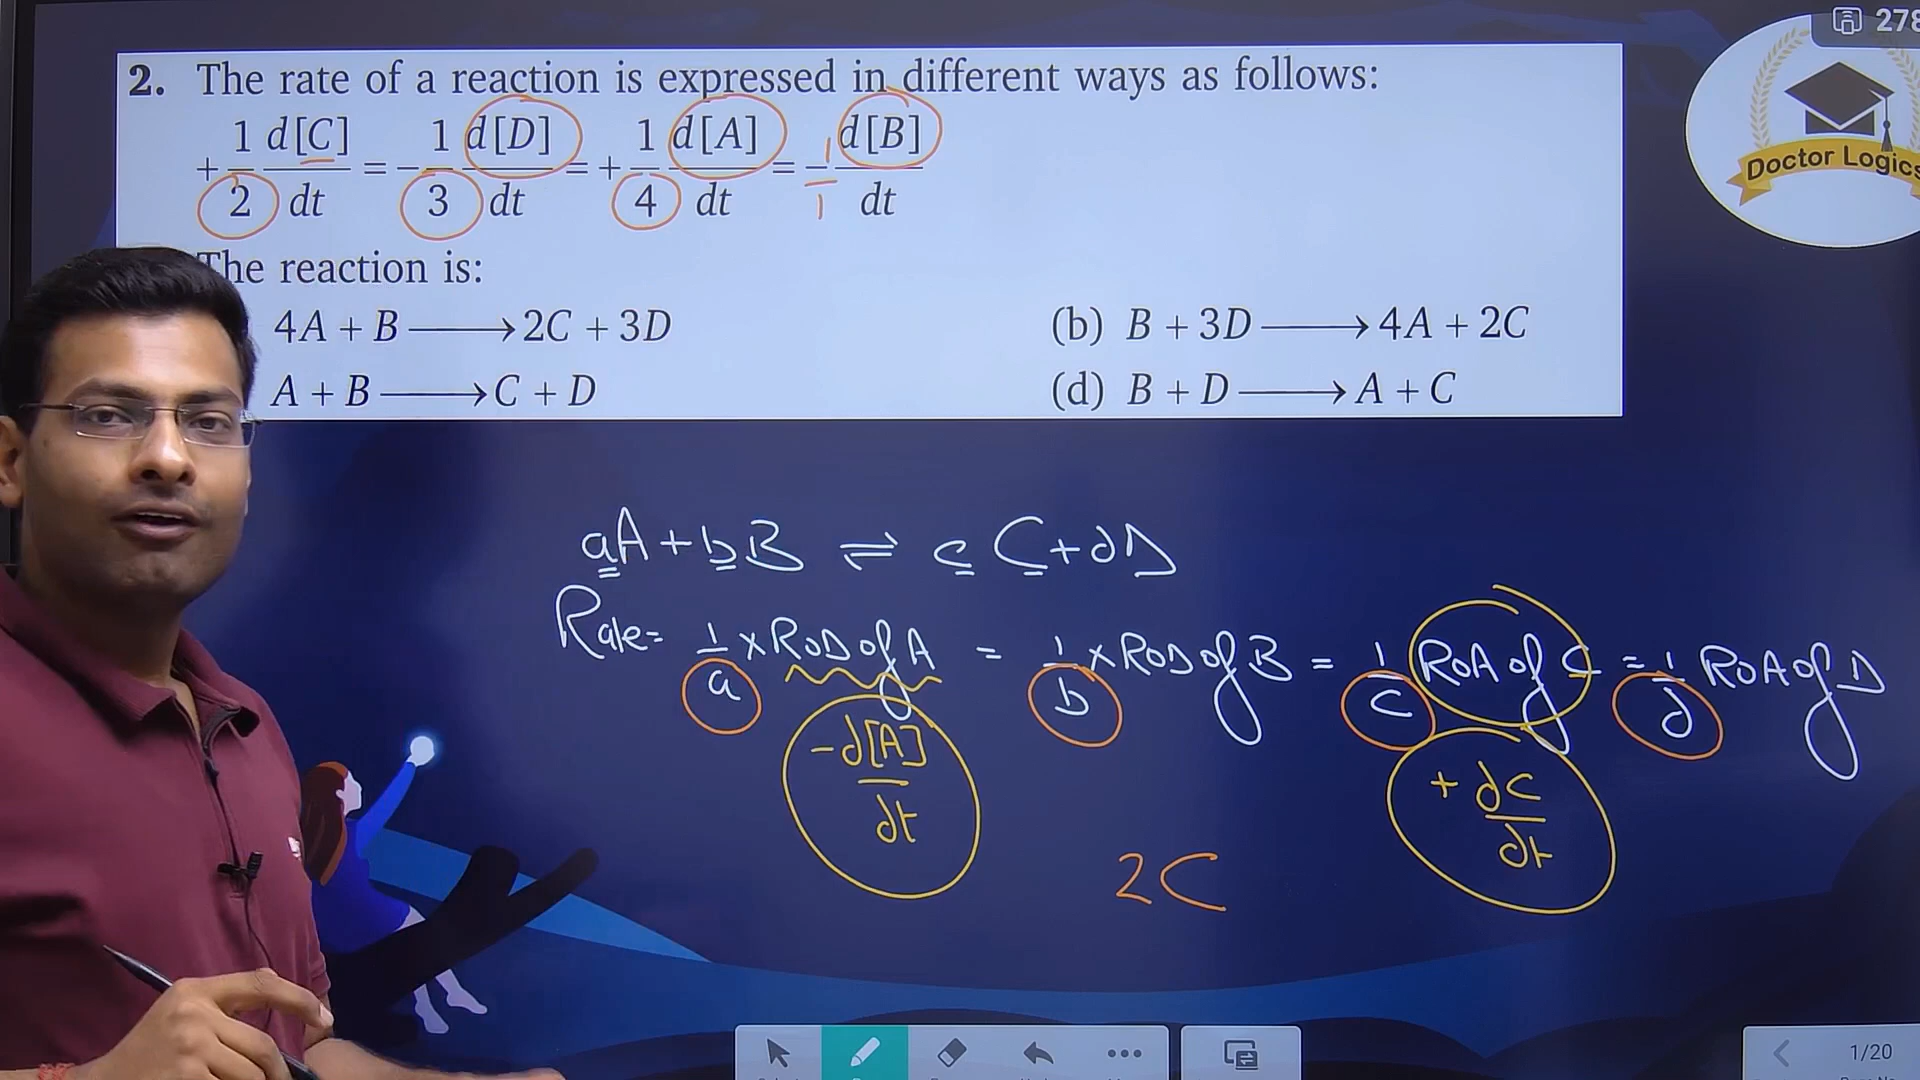 278
Doctor Logics
2. The rate of a reaction is expressed in different ways as follows:
+ 1/2 d[C]/dt = − 1/3 d[D]/dt = + 1/4 d[A]/dt = − 1/1 d[B]/dt
The reaction is:
4A + B ⟶ 2C + 3D
(b) B + 3D ⟶ 4A + 2C
A + B ⟶ C + D
(d) B + D ⟶ A + C
aA + bB ⇌ cC + dD
Rate = 1/a × RoD of A = 1/b × RoD of B = 1/c RoA of C = 1/d RoA of D
−d[A]/dt
+ dC/dt
2C
1/20